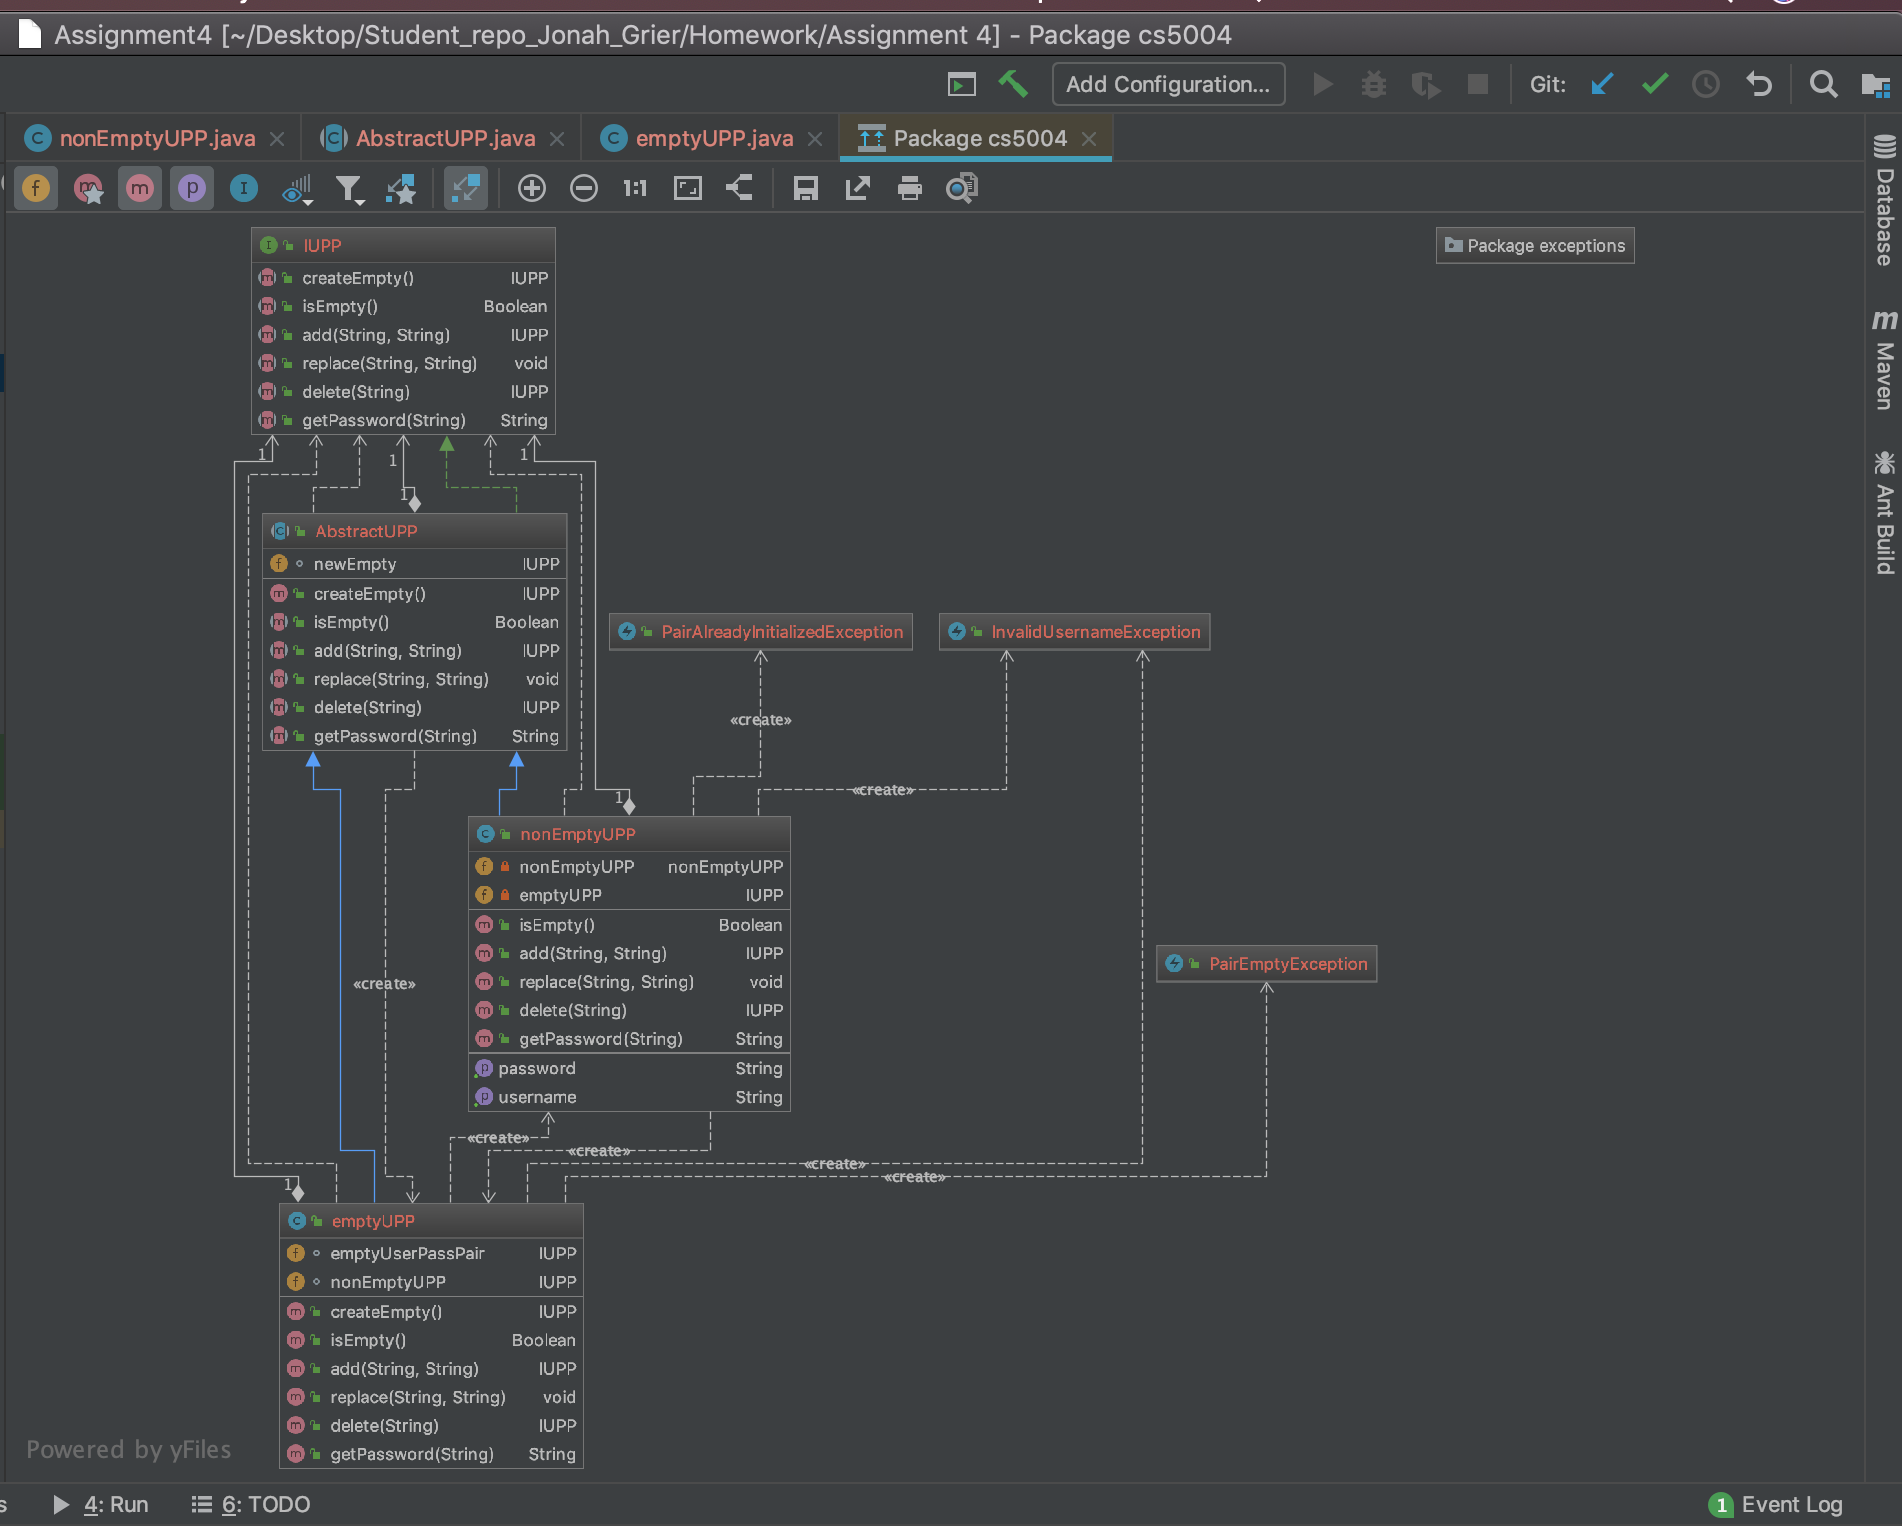 Assignment4 [~/Desktop/Student_repo_Jonah_Grier/Homework/Assignment 4] - Package cs5004
Add Configuration... Git:
nonEmptyUPP.java AbstractUPP.java emptyUPP.java Package cs5004
1:1
Database
Maven
Ant Build
Package exceptions
IUPP
createEmpty() IUPP
isEmpty() Boolean
add(String, String) IUPP
replace(String, String) void
delete(String) IUPP
getPassword(String) String
1
1
1
1
AbstractUPP
newEmpty IUPP
createEmpty() IUPP
isEmpty() Boolean
add(String, String) IUPP
replace(String, String) void
delete(String) IUPP
getPassword(String) String
PairAlreadyInitializedException
InvalidUsernameException
«create»
«create»
1
nonEmptyUPP
nonEmptyUPP nonEmptyUPP
emptyUPP IUPP
isEmpty() Boolean
add(String, String) IUPP
replace(String, String) void
delete(String) IUPP
getPassword(String) String
password String
username String
«create»
PairEmptyException
«create»
«create»
«create»
«create»
1
emptyUPP
emptyUserPassPair IUPP
nonEmptyUPP IUPP
createEmpty() IUPP
isEmpty() Boolean
add(String, String) IUPP
replace(String, String) void
delete(String) IUPP
getPassword(String) String
Powered by yFiles
4: Run 6: TODO 1 Event Log